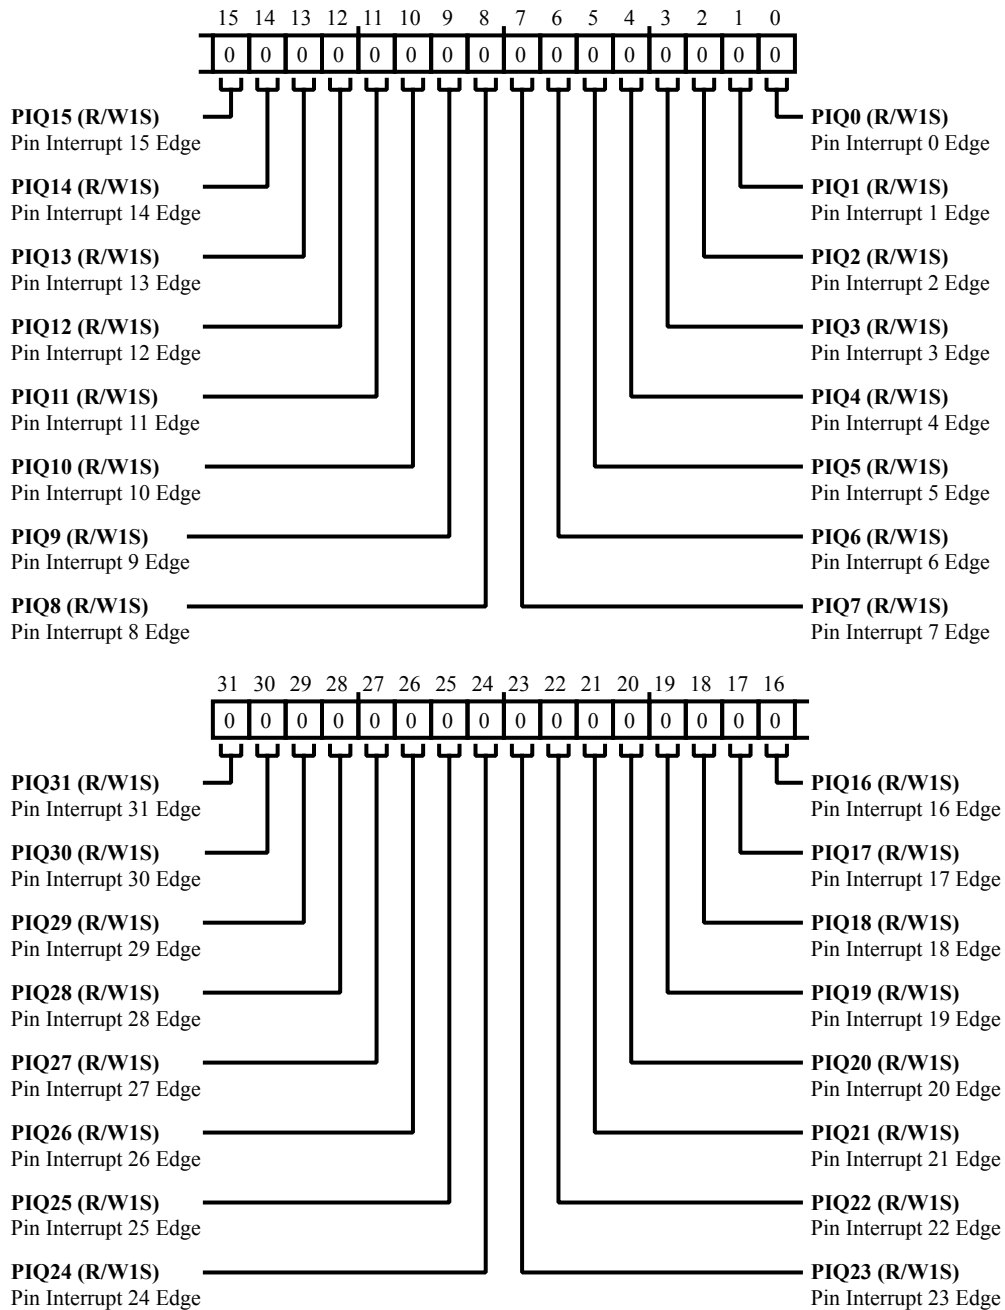 15 14 13 12 11 10 9 8 7 6 5 4 3 2 1 0
0 0 0 0 0 0 0 0 0 0 0 0 0 0 0 0
PIQ15 (R/W1S)
Pin Interrupt 15 Edge
PIQ14 (R/W1S)
Pin Interrupt 14 Edge
PIQ13 (R/W1S)
Pin Interrupt 13 Edge
PIQ12 (R/W1S)
Pin Interrupt 12 Edge
PIQ11 (R/W1S)
Pin Interrupt 11 Edge
PIQ10 (R/W1S)
Pin Interrupt 10 Edge
PIQ9 (R/W1S)
Pin Interrupt 9 Edge
PIQ8 (R/W1S)
Pin Interrupt 8 Edge
PIQ0 (R/W1S)
Pin Interrupt 0 Edge
PIQ1 (R/W1S)
Pin Interrupt 1 Edge
PIQ2 (R/W1S)
Pin Interrupt 2 Edge
PIQ3 (R/W1S)
Pin Interrupt 3 Edge
PIQ4 (R/W1S)
Pin Interrupt 4 Edge
PIQ5 (R/W1S)
Pin Interrupt 5 Edge
PIQ6 (R/W1S)
Pin Interrupt 6 Edge
PIQ7 (R/W1S)
Pin Interrupt 7 Edge
31 30 29 28 27 26 25 24 23 22 21 20 19 18 17 16
0 0 0 0 0 0 0 0 0 0 0 0 0 0 0 0
PIQ31 (R/W1S)
Pin Interrupt 31 Edge
PIQ30 (R/W1S)
Pin Interrupt 30 Edge
PIQ29 (R/W1S)
Pin Interrupt 29 Edge
PIQ28 (R/W1S)
Pin Interrupt 28 Edge
PIQ27 (R/W1S)
Pin Interrupt 27 Edge
PIQ26 (R/W1S)
Pin Interrupt 26 Edge
PIQ25 (R/W1S)
Pin Interrupt 25 Edge
PIQ24 (R/W1S)
Pin Interrupt 24 Edge
PIQ16 (R/W1S)
Pin Interrupt 16 Edge
PIQ17 (R/W1S)
Pin Interrupt 17 Edge
PIQ18 (R/W1S)
Pin Interrupt 18 Edge
PIQ19 (R/W1S)
Pin Interrupt 19 Edge
PIQ20 (R/W1S)
Pin Interrupt 20 Edge
PIQ21 (R/W1S)
Pin Interrupt 21 Edge
PIQ22 (R/W1S)
Pin Interrupt 22 Edge
PIQ23 (R/W1S)
Pin Interrupt 23 Edge